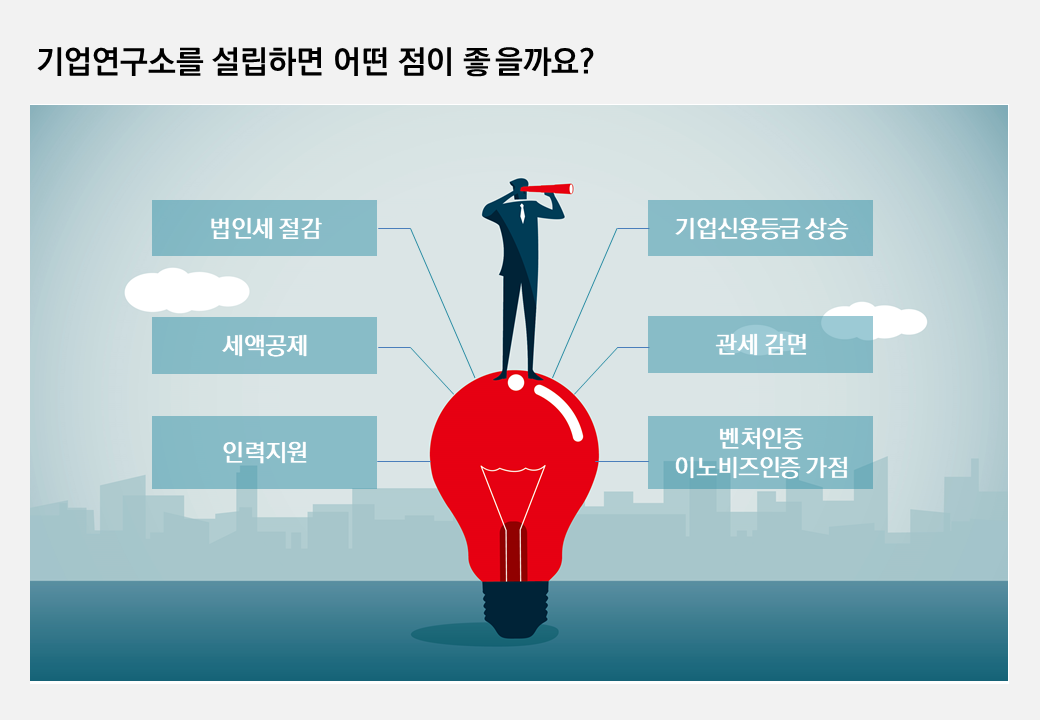 기업연구소를 설립하면 어떤 점이 좋을까요?
법인세 절감
세액공제
인력지원
기업신용등급 상승
관세 감면
벤처인증
이노비즈인증 가점